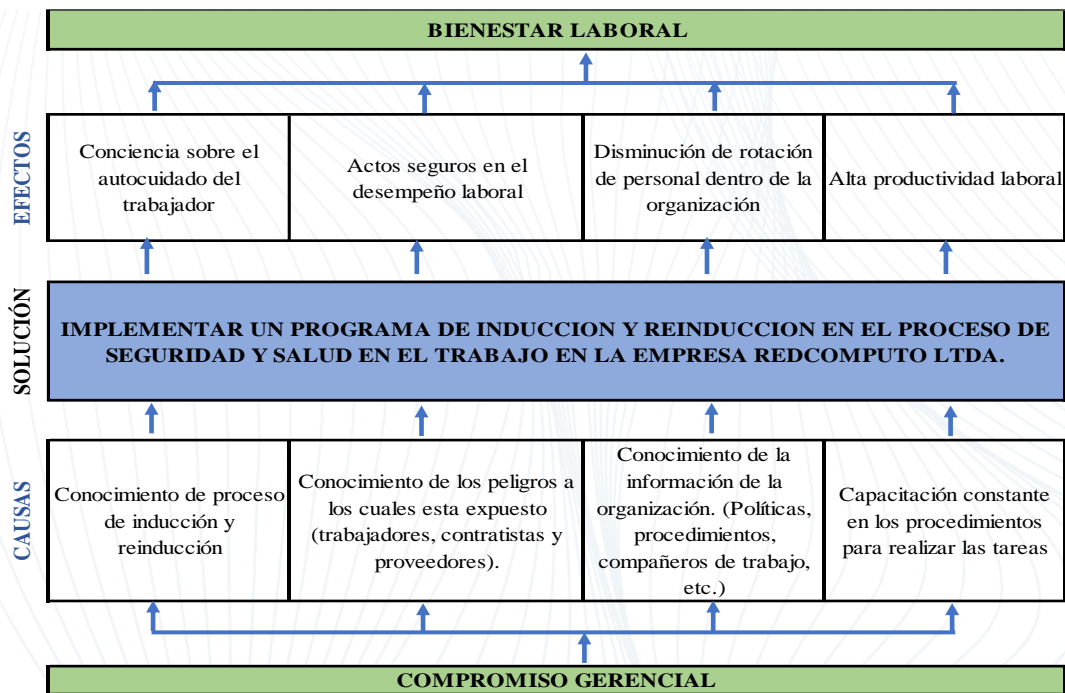 BIENESTAR LABORAL
EFECTOS
Conciencia sobre el
autocuidado del
trabajador
Actos seguros en el
desempeño laboral
Disminución de rotación
de personal dentro de la
organización
Alta productividad laboral
SOLUCIÓN
IMPLEMENTAR UN PROGRAMA DE INDUCCION Y REINDUCCION EN EL PROCESO DE
SEGURIDAD Y SALUD EN EL TRABAJO EN LA EMPRESA REDCOMPUTO LTDA.
CAUSAS
Conocimiento de proceso
de inducción y
reinducción
Conocimiento de los peligros a
los cuales esta expuesto
(trabajadores, contratistas y
proveedores).
Conocimiento de la
información de la
organización. (Políticas,
procedimientos,
compañeros de trabajo,
etc.)
Capacitación constante
en los procedimientos
para realizar las tareas
COMPROMISO GERENCIAL